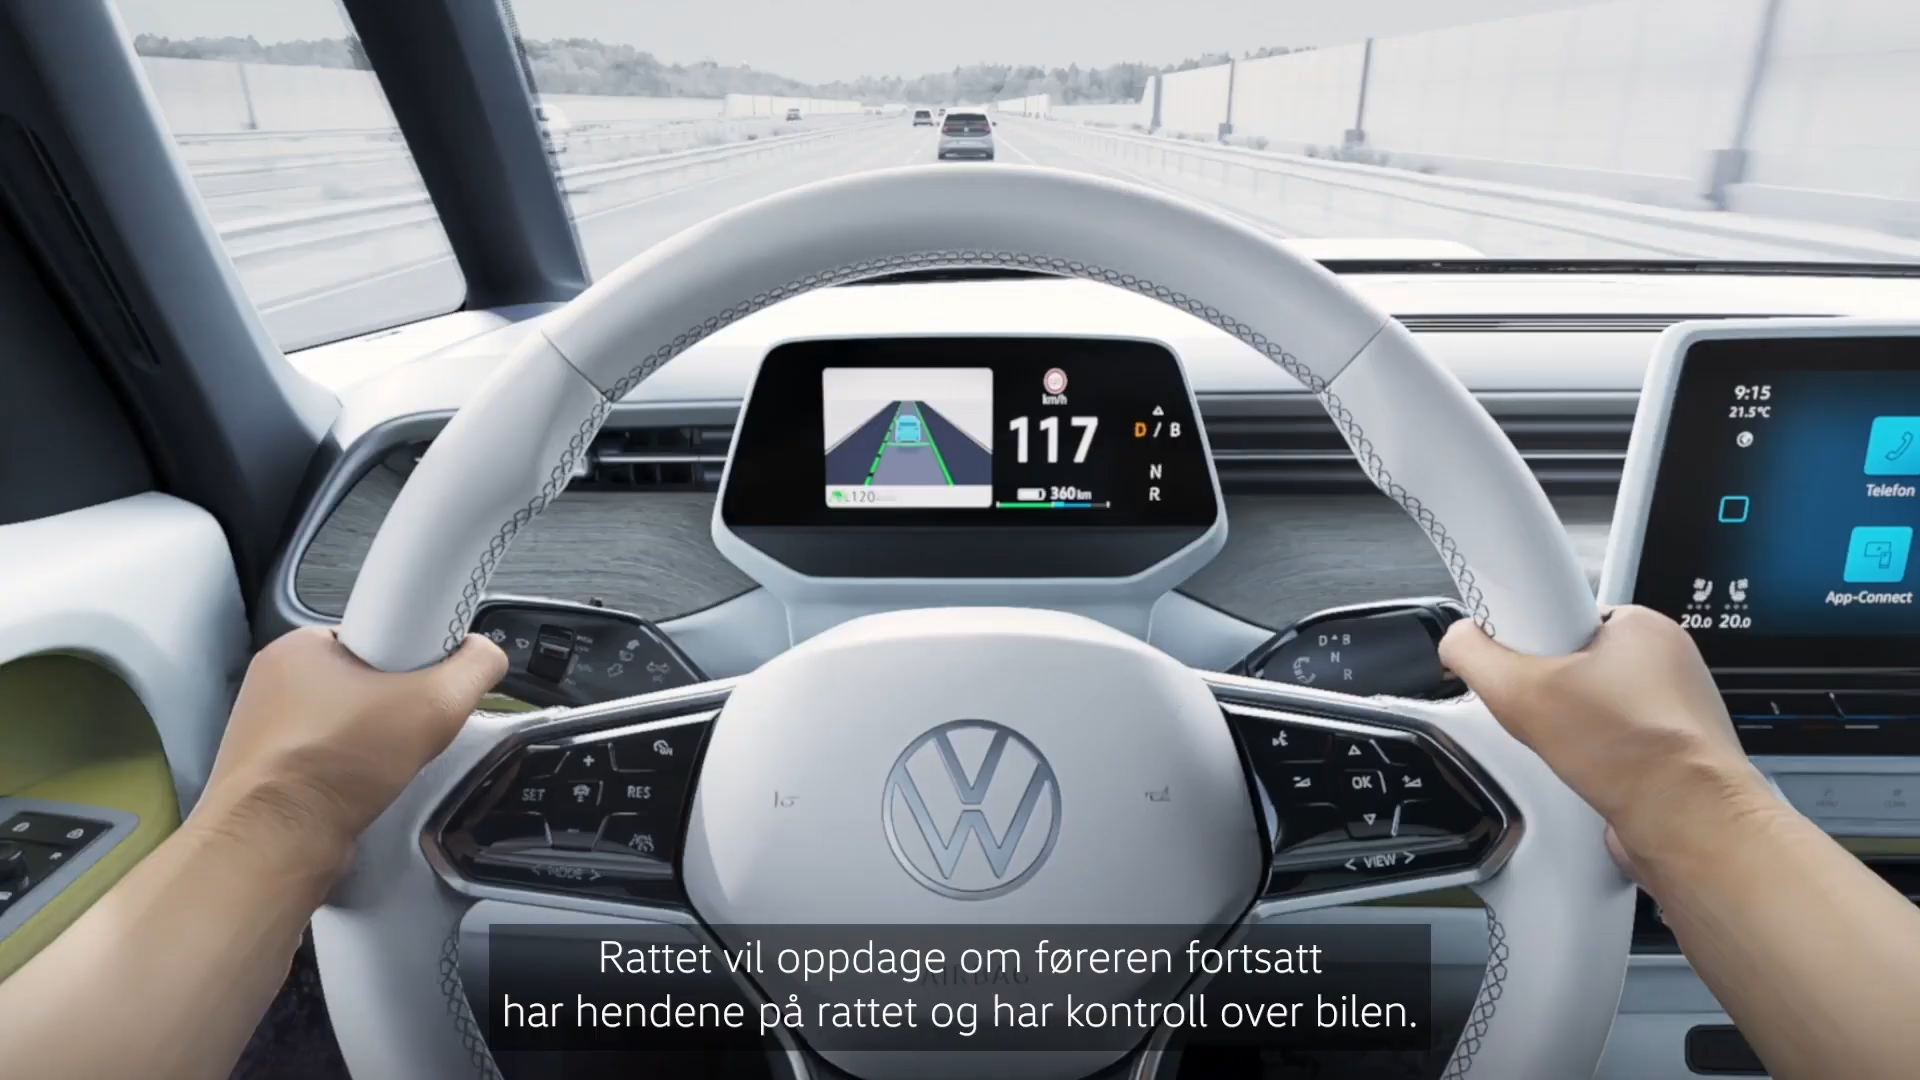 km/h
117
D / B
N
R
120
360 km
9:15
21.5°C
Telefon
App-Connect
20.0 20.0
D B
N
R
SET
RES
< MODE >
OK
< VIEW >
AIRBAG
Rattet vil oppdage om føreren fortsatt
har hendene på rattet og har kontroll over bilen.